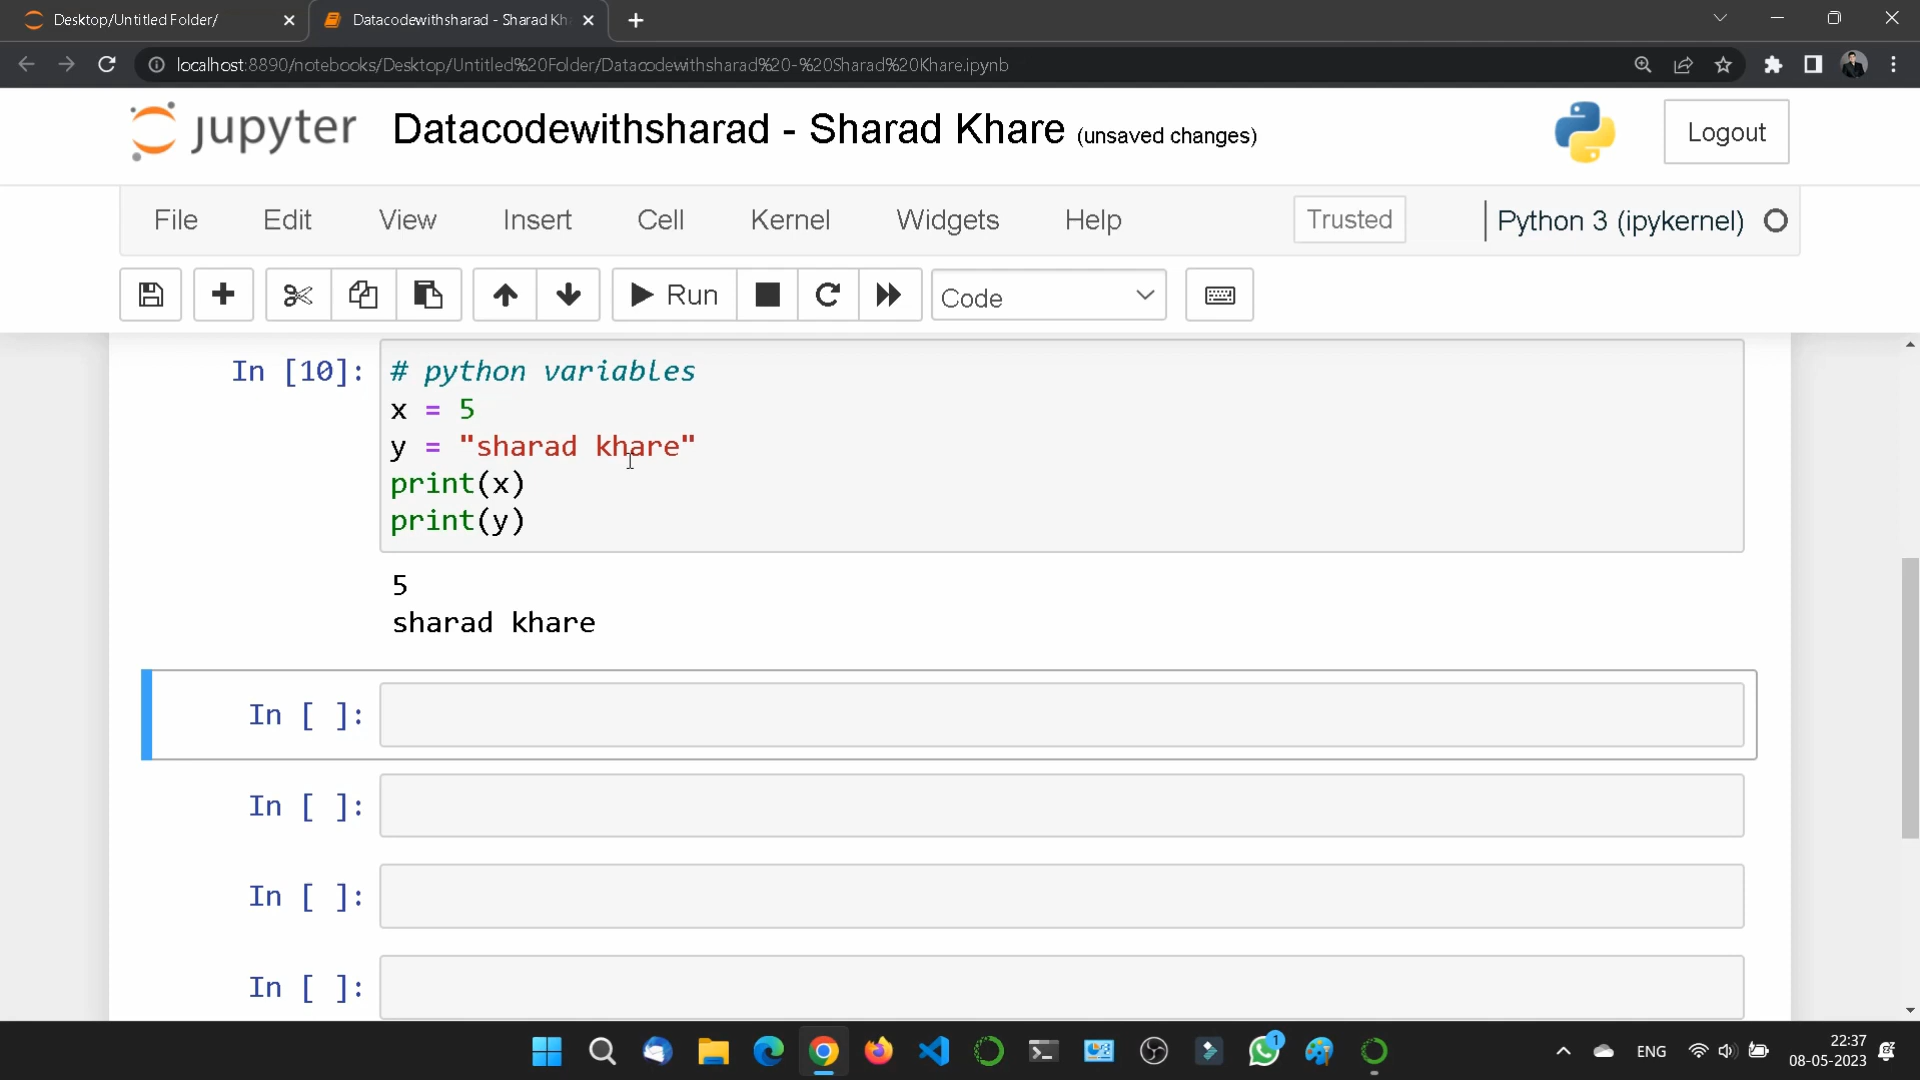 Desktop/Untitled Folder/
Datacodewithsharad - Sharad Kh
localhost:8890/notebooks/Desktop/Untitled%20Folder/Datacodewithsharad%20-%20Sharad%20Khare.ipynb
jupyter Datacodewithsharad - Sharad Khare (unsaved changes)
Logout
File Edit View Insert Cell Kernel Widgets Help Trusted Python 3 (ipykernel)
Run Code
In [10]: # python variables
x = 5
y = "sharad khare"
print(x)
print(y)
5
sharad khare
In [ ]:
In [ ]:
In [ ]:
In [ ]:
1
ENG
22:37
08-05-2023